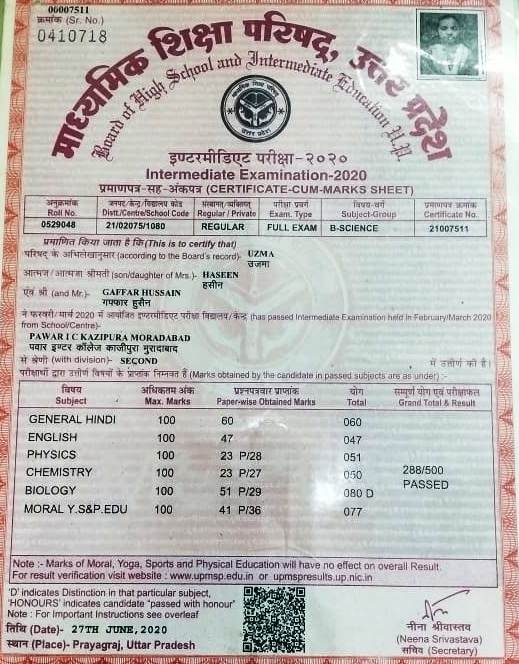 00007511
क्रमांक (Sr. No.)
0410718
माध्यमिक शिक्षा परिषद, उत्तर प्रदेश
Board of High School and Intermediate Education U.P.
उत्तर प्रदेश
इण्टरमीडिएट परीक्षा-२०२०
Intermediate Examination-2020
प्रमाणपत्र-सह-अंकपत्र (CERTIFICATE-CUM-MARKS SHEET)
अनुक्रमांक जनपद/केन्द्र/विद्यालय कोड संस्थागत/व्यक्तिगत परीक्षा प्रवर्ग विषय-वर्ग प्रमाणपत्र क्रमांक
Roll No. Distt./Centre/School Code Regular / Private Exam. Type Subject-Group Certificate No.
0529048 21/02075/1080 REGULAR FULL EXAM B-SCIENCE 21007511
प्रमाणित किया जाता है कि (This is to certify that)
परिषद के अभिलेखानुसार (according to the Board's record)- UZMA
उजमा
आत्मज/आत्मजा श्रीमती (son/daughter of Mrs.)- HASEEN
हसीन
एवं श्री (and Mr.)- GAFFAR HUSSAIN
गफ्फार हुसैन
ने फरवरी/मार्च 2020 में आयोजित इण्टरमीडिएट परीक्षा विद्यालय/केन्द्र (has passed Intermediate Examination held in February/March 2020
from School/Centre)-
PAWAR I C KAZIPURA MORADABAD
पवार इण्टर कॉलेज काजीपुरा मुरादाबाद
से श्रेणी (with division)- SECOND में उत्तीर्ण की है।
परीक्षार्थी द्वारा उत्तीर्ण विषयों के प्राप्तांक निम्नवत हैं (Marks obtained by the candidate in passed subjects are as under) :-
विषय अधिकतम अंक प्रश्नपत्रवार प्राप्तांक योग सम्पूर्ण योग एवं परीक्षाफल
Subject Max. Marks Paper-wise Obtained Marks Total Grand Total & Result
GENERAL HINDI 100 60 060
ENGLISH 100 47 047
PHYSICS 100 23 P/28 051
CHEMISTRY 100 23 P/27 050 288/500
PASSED
BIOLOGY 100 51 P/29 080 D
MORAL Y.S&P.EDU 100 41 P/36 077
Note :- Marks of Moral, Yoga, Sports and Physical Education will have no effect on overall Result.
For result verification visit website : www.upmsp.edu.in or upmspresults.up.nic.in
'D' indicates Distinction in that particular subject,
'HONOURS' indicates candidate "passed with honour"
Note : For Important Instructions see overleaf
तिथि (Date)- 27TH JUNE,2020
स्थान (Place)- Prayagraj, Uttar Pradesh
नीना श्रीवास्तव
(Neena Srivastava)
सचिव (Secretary)